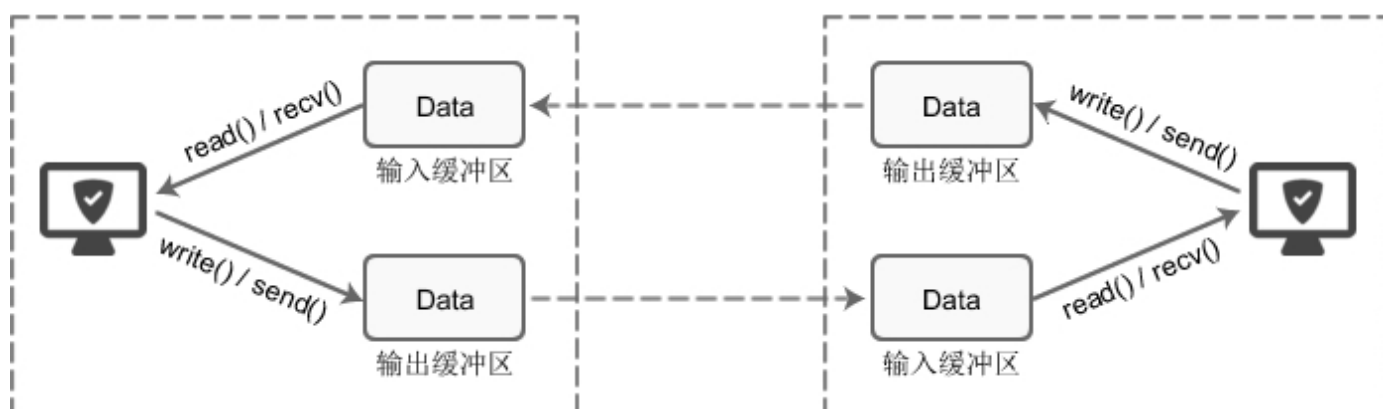 read() / recv()
Data
输入缓冲区
Data
输出缓冲区
write() / send()
write() / send()
Data
输出缓冲区
Data
输入缓冲区
read() / recv()